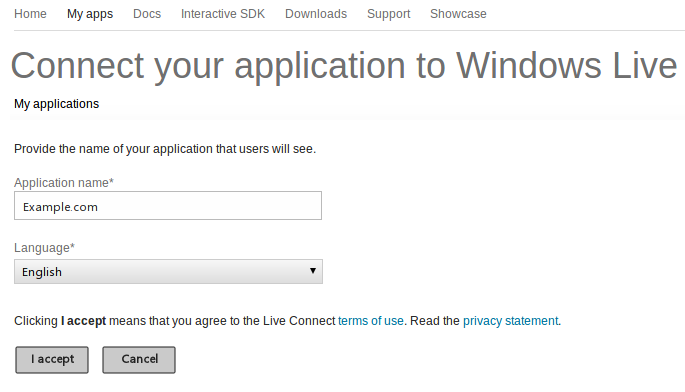 Home My apps Docs Interactive SDK Downloads Support Showcase
Connect your application to Windows Live
My applications
Provide the name of your application that users will see.
Application name*
Example.com
Language*
English
Clicking I accept means that you agree to the Live Connect terms of use. Read the privacy statement.
I accept Cancel